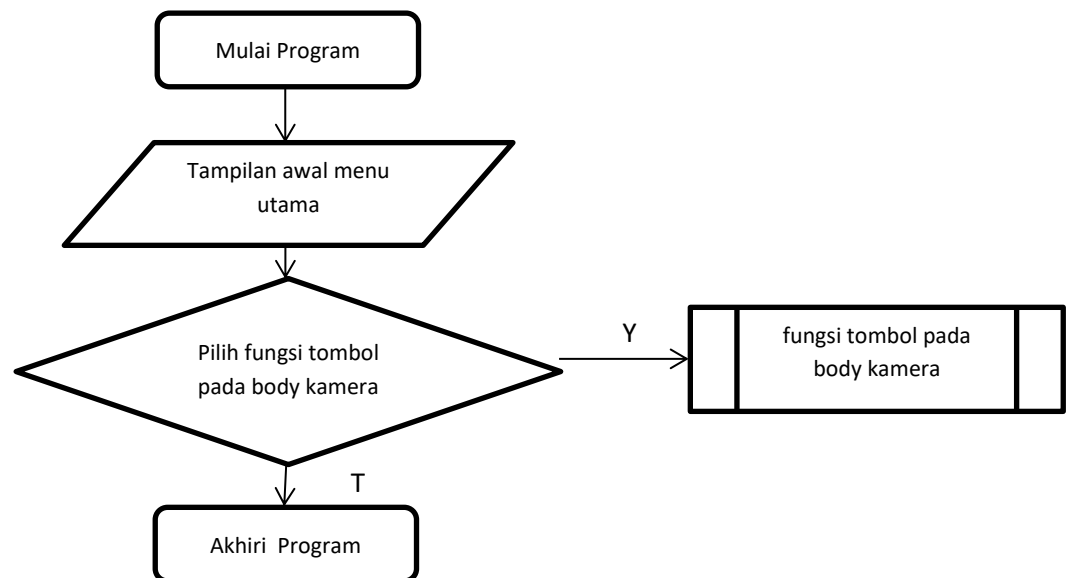 Mulai Program
Tampilan awal menu
utama
Pilih fungsi tombol
pada body kamera
Y
fungsi tombol pada
body kamera
T
Akhiri  Program